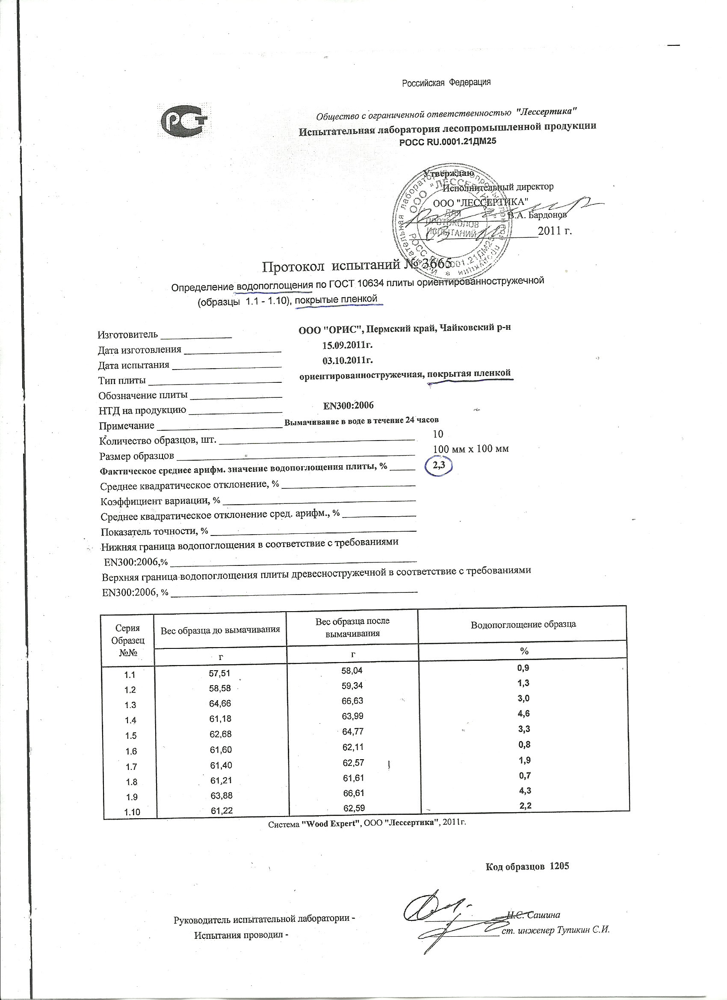 Российская Федерация
РСТ
Общество с ограниченной ответственностью "Лессертика"
Испытательная лаборатория лесопромышленной продукции
РОСС RU.0001.21ДМ25
Утверждаю
Исполнительный директор
ООО "ЛЕССЕРТИКА"
В.А. Бардонов
2011 г.
ООО "ЛЕССЕРТИКА"
ДЛЯ
ПРОТОКОЛОВ
ИСПЫТАНИЙ
Протокол испытаний № 3665
Определение водопоглощения по ГОСТ 10634 плиты ориентированностружечной
(образцы 1.1 - 1.10), покрытые пленкой
Изготовитель ООО "ОРИС", Пермский край, Чайковский р-н
Дата изготовления 15.09.2011г.
Дата испытания 03.10.2011г.
Тип плиты ориентированностружечная, покрытая пленкой
Обозначение плиты
НТД на продукцию EN300:2006
Примечание Вымачивание в воде в течение 24 часов
Количество образцов, шт. 10
Размер образцов 100 мм х 100 мм
Фактическое среднее арифм. значение водопоглощения плиты, % 2,3
Среднее квадратическое отклонение, %
Коэффициент вариации, %
Среднее квадратическое отклонение сред. арифм., %
Показатель точности, %
Нижняя граница водопоглощения в соответствие с требованиями
EN300:2006,%
Верхняя граница водопоглощения плиты древесностружечной в соответствие с требованиями
EN300:2006, %
Серия Образец №№ Вес образца до вымачивания Вес образца после вымачивания Водопоглощение образца
г г %
1.1 57,51 58,04 0,9
1.2 58,58 59,34 1,3
1.3 64,66 66,63 3,0
1.4 61,18 63,99 4,6
1.5 62,68 64,77 3,3
1.6 61,60 62,11 0,8
1.7 61,40 62,57 1,9
1.8 61,21 61,61 0,7
1.9 63,88 66,61 4,3
1.10 61,22 62,59 2,2
Система "Wood Expert", ООО "Лессертика", 2011г.
Код образцов 1205
Руководитель испытательной лаборатории - Н.С. Сашина
Испытания проводил - ст. инженер Тупикин С.И.